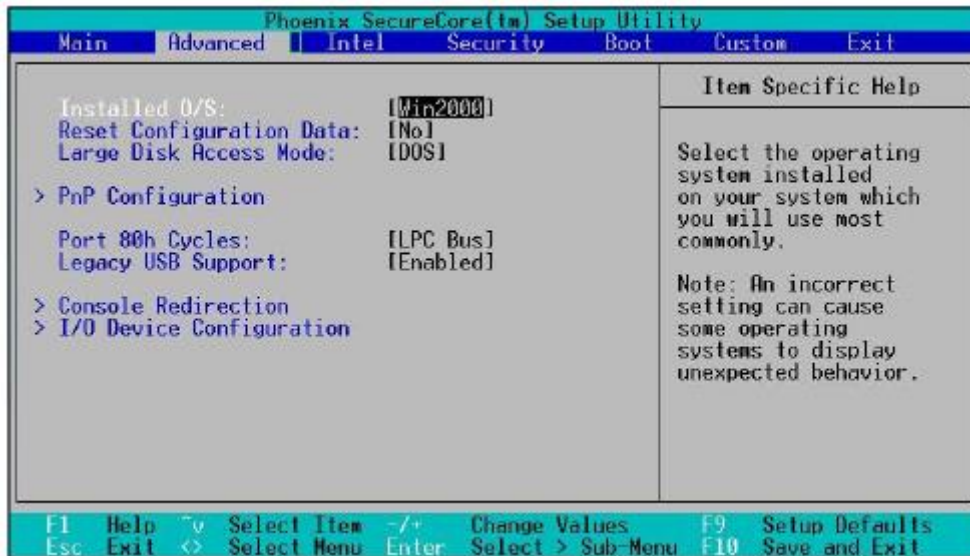 Phoenix SecureCore(tm) Setup Utility
Main Advanced Intel Security Boot Custom Exit
Item Specific Help
Installed O/S: [Win2000]
Reset Configuration Data: [No]
Large Disk Access Mode: [DOS]
> PnP Configuration
Port 80h Cycles: [LPC Bus]
Legacy USB Support: [Enabled]
> Console Redirection
> I/O Device Configuration
Select the operating
system installed
on your system which
you will use most
commonly.
Note: An incorrect
setting can cause
some operating
systems to display
unexpected behavior.
F1 Help ~v Select Item -/+ Change Values F9 Setup Defaults
Esc Exit <> Select Menu Enter Select > Sub-Menu F10 Save and Exit